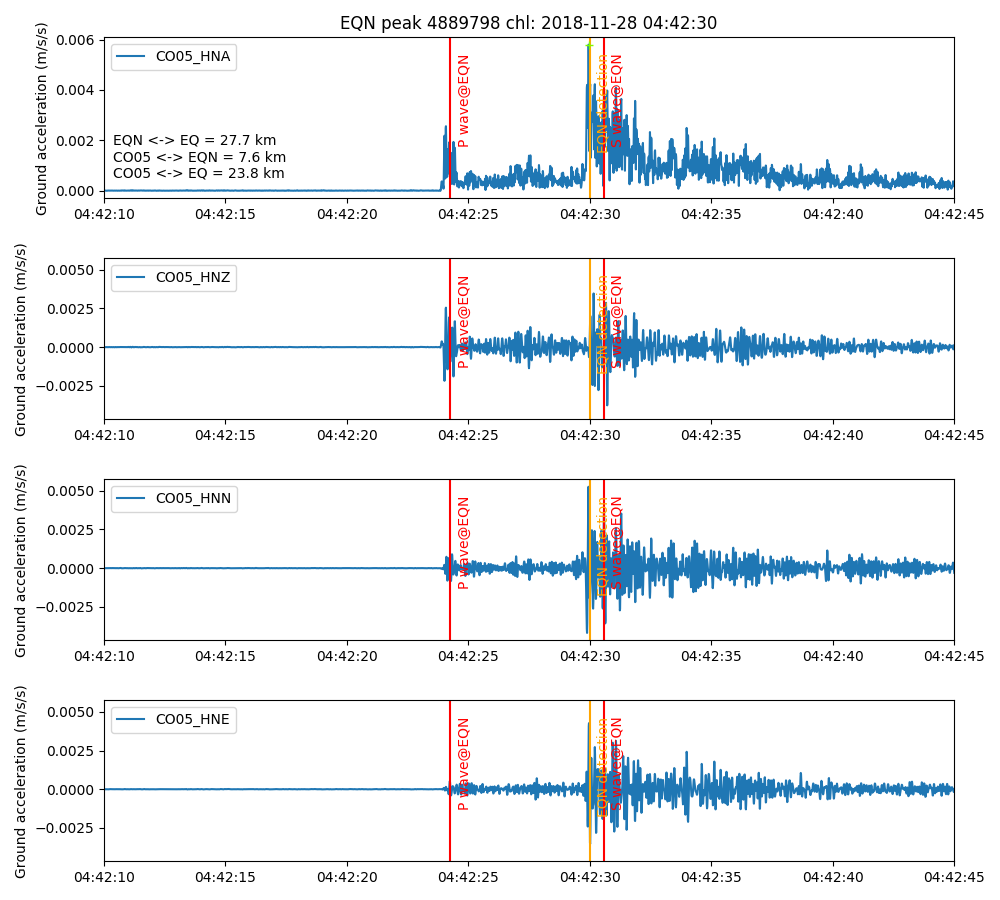 EQN peak 4889798 chl: 2018-11-28 04:42:30
Ground acceleration (m/s/s)
0.006
0.004
0.002
0.000
CO05_HNA
EQN <-> EQ = 27.7 km
CO05 <-> EQN = 7.6 km
CO05 <-> EQ = 23.8 km
P wave@EQN
EQN detection
S wave@EQN
04:42:10 04:42:15 04:42:20 04:42:25 04:42:30 04:42:35 04:42:40 04:42:45
Ground acceleration (m/s/s)
0.0050
0.0025
0.0000
−0.0025
CO05_HNZ
P wave@EQN
EQN detection
S wave@EQN
04:42:10 04:42:15 04:42:20 04:42:25 04:42:30 04:42:35 04:42:40 04:42:45
Ground acceleration (m/s/s)
0.0050
0.0025
0.0000
−0.0025
CO05_HNN
P wave@EQN
EQN detection
S wave@EQN
04:42:10 04:42:15 04:42:20 04:42:25 04:42:30 04:42:35 04:42:40 04:42:45
Ground acceleration (m/s/s)
0.0050
0.0025
0.0000
−0.0025
CO05_HNE
P wave@EQN
EQN detection
S wave@EQN
04:42:10 04:42:15 04:42:20 04:42:25 04:42:30 04:42:35 04:42:40 04:42:45